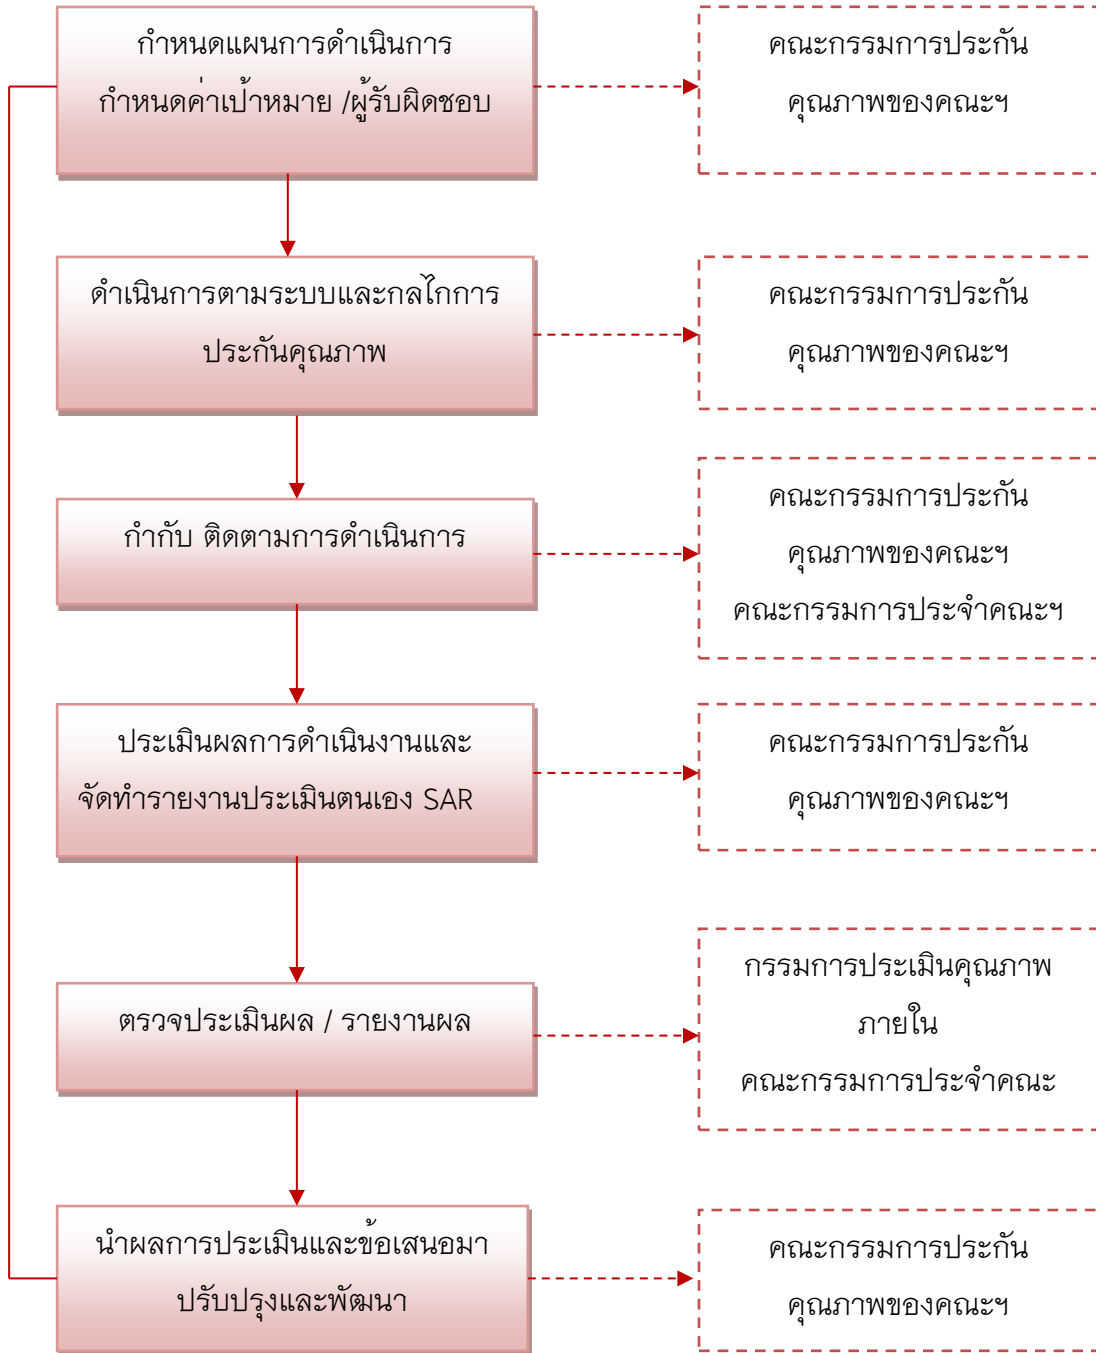 กำหนดแผนการดำเนินการ
กำหนดค่าเป้าหมาย /ผู้รับผิดชอบ
คณะกรรมการประกัน
คุณภาพของคณะฯ
ดำเนินการตามระบบและกลไกการ
ประกันคุณภาพ
คณะกรรมการประกัน
คุณภาพของคณะฯ
กำกับ ติดตามการดำเนินการ
คณะกรรมการประกัน
คุณภาพของคณะฯ
คณะกรรมการประจำคณะฯ
ประเมินผลการดำเนินงานและ
จัดทำรายงานประเมินตนเอง SAR
คณะกรรมการประกัน
คุณภาพของคณะฯ
ตรวจประเมินผล / รายงานผล
กรรมการประเมินคุณภาพ
ภายใน
คณะกรรมการประจำคณะ
นำผลการประเมินและข้อเสนอมา
ปรับปรุงและพัฒนา
คณะกรรมการประกัน
คุณภาพของคณะฯ